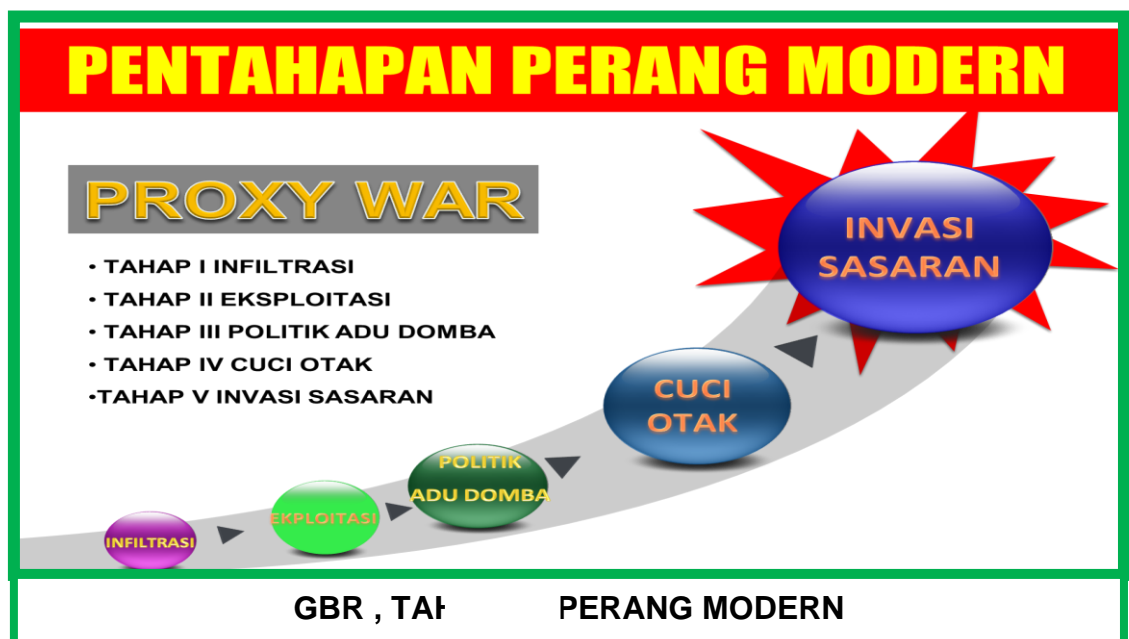 PENTAHAPAN PERANG MODERN
PROXY WAR
• TAHAP I INFILTRASI
• TAHAP II EKSPLOITASI
• TAHAP III POLITIK ADU DOMBA
• TAHAP IV CUCI OTAK
•TAHAP V INVASI SASARAN
INVASI
SASARAN
CUCI
OTAK
POLITIK
ADU DOMBA
EKPLOITASI
INFILTRASI
GBR , PERANG MODERN